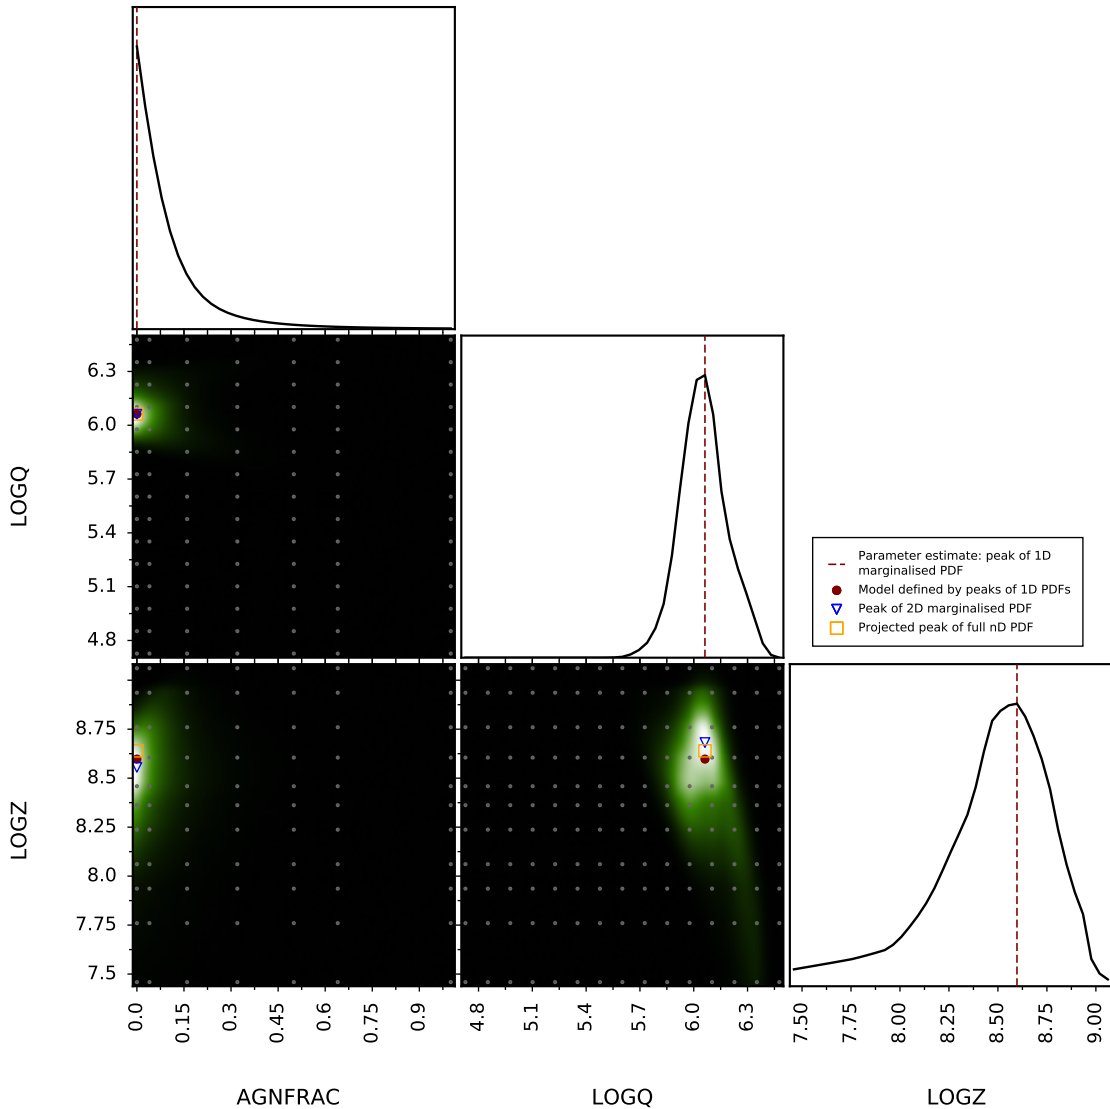 6.3
6.0
5.7
5.4
5.1
4.8
LOGQ
Parameter estimate: peak of 1D
marginalised PDF
Model defined by peaks of 1D PDFs
Peak of 2D marginalised PDF
Projected peak of full nD PDF
8.75
8.5
8.25
8.0
7.75
7.5
LOGZ
0.0 0.15 0.3 0.45 0.6 0.75 0.9
4.8 5.1 5.4 5.7 6.0 6.3
7.50 7.75 8.00 8.25 8.50 8.75 9.00
AGNFRAC LOGQ LOGZ